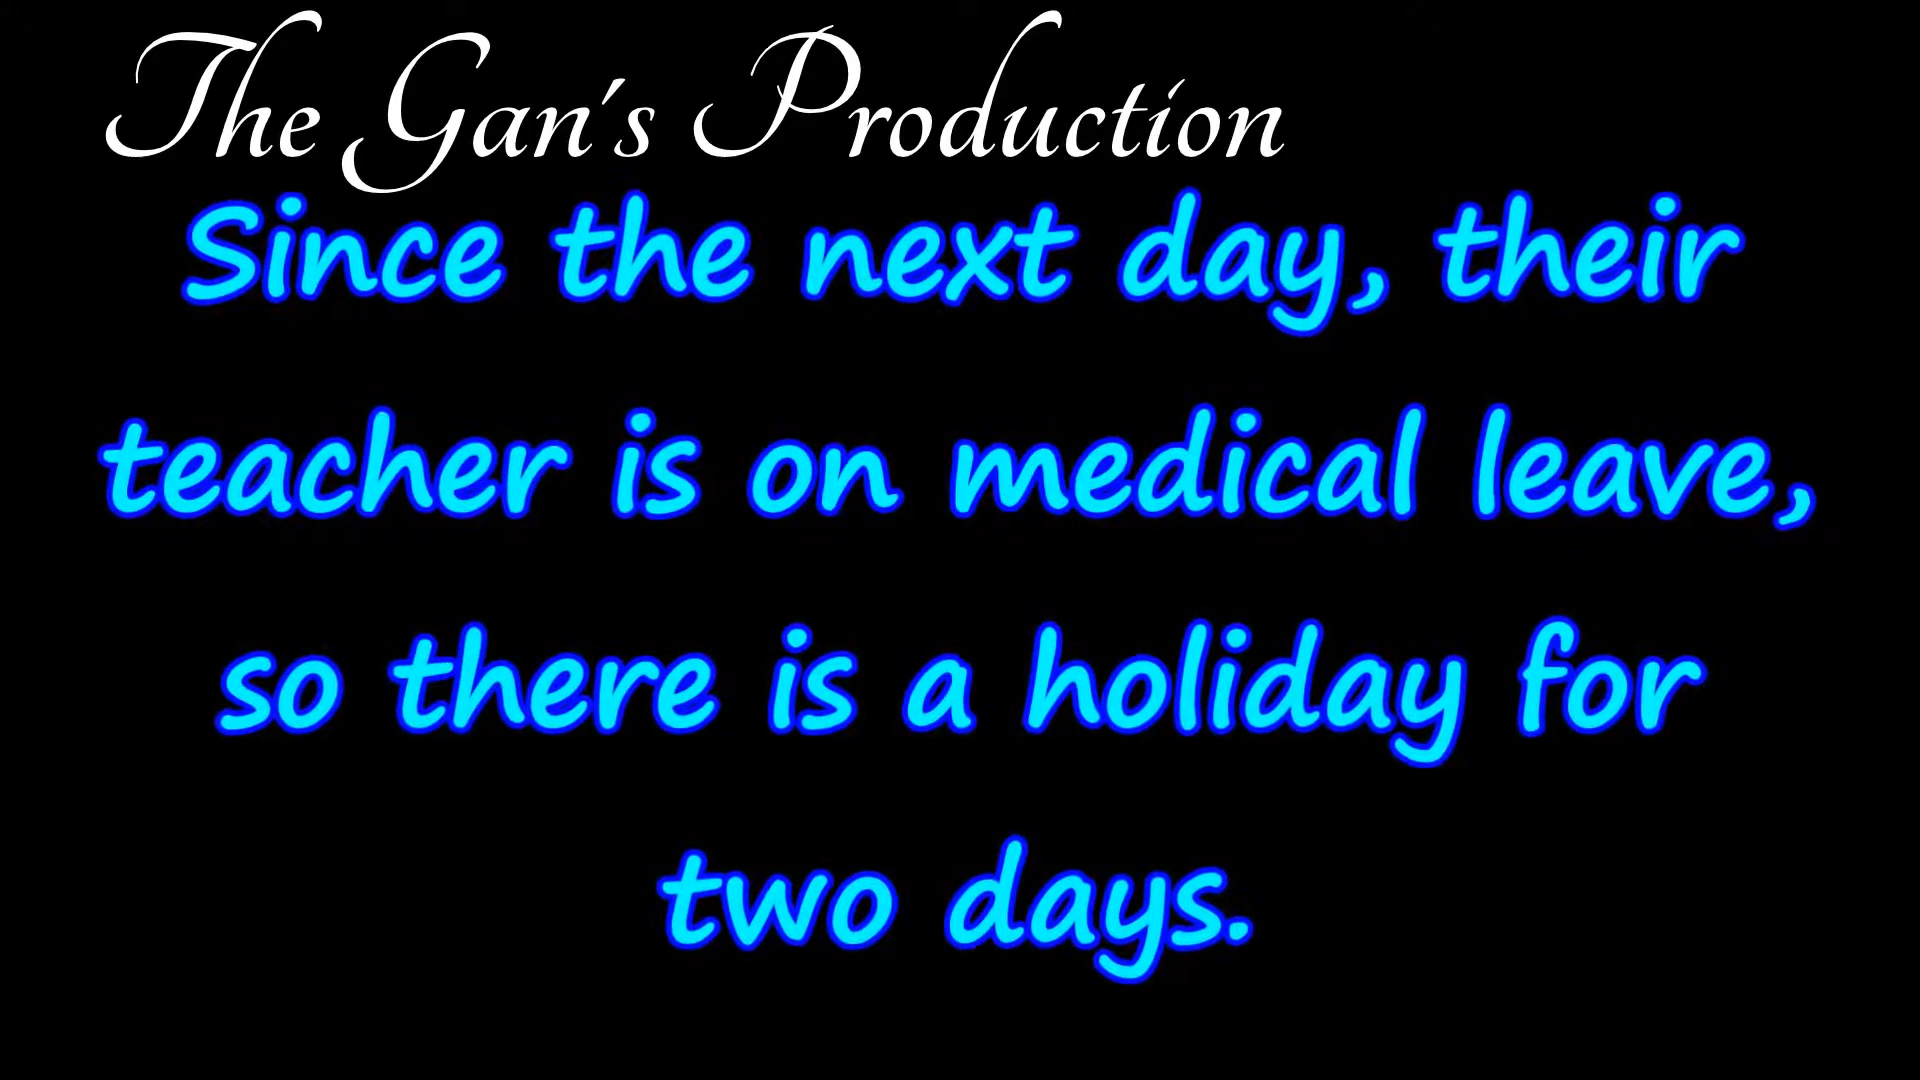 The Gan's Production
Since the next day, their
teacher is on medical leave,
so there is a holiday for
two days.